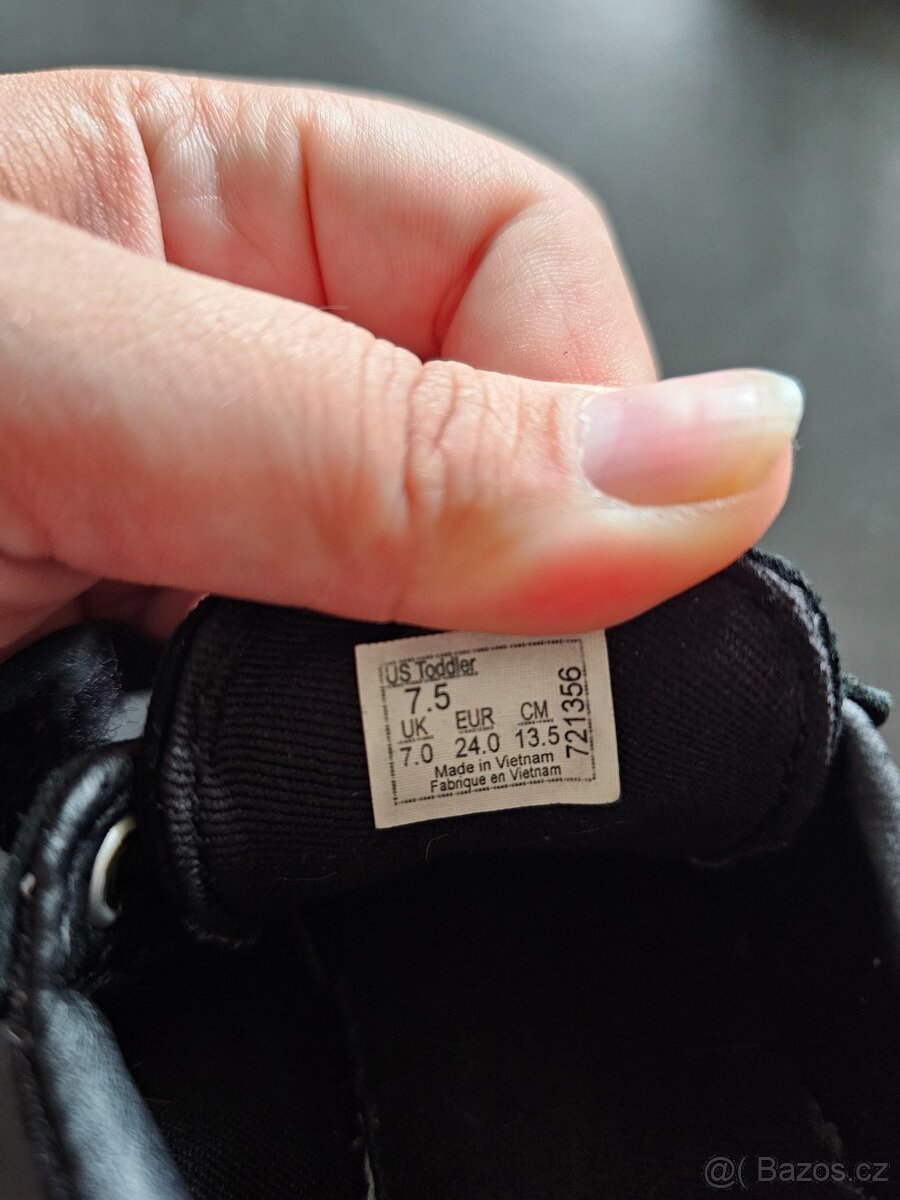 US Toddler
7.5
UK EUR CM
7.0 24.0 13.5
Made in Vietnam
Fabrique en Vietnam
721356
@( Bazos.cz